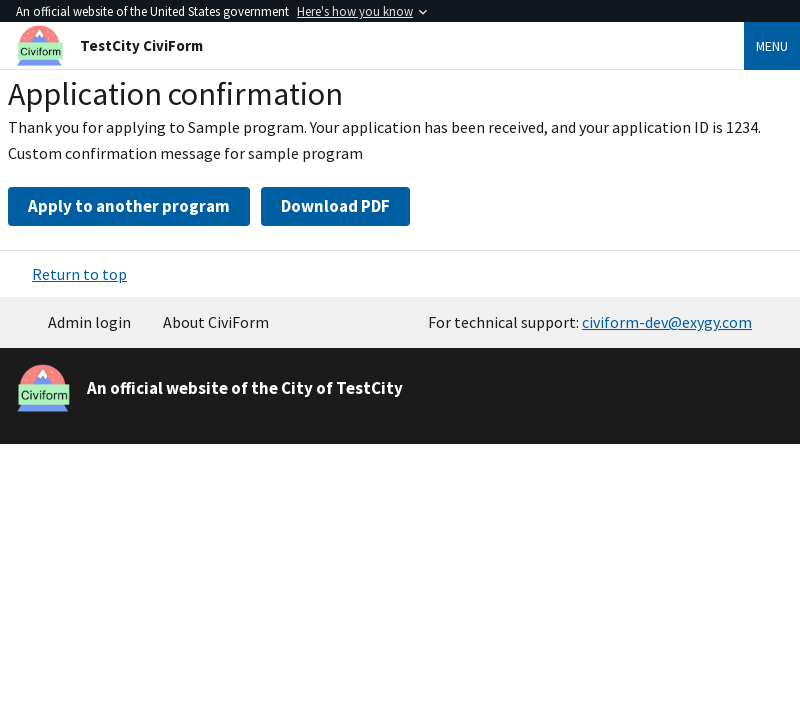 An official website of the United States government Here's how you know
Civiform
TestCity CiviForm
MENU
Application confirmation
Thank you for applying to Sample program. Your application has been received, and your application ID is 1234.
Custom confirmation message for sample program
Apply to another program
Download PDF
Return to top
Admin login
About CiviForm
For technical support: civiform-dev@exygy.com
Civiform
An official website of the City of TestCity